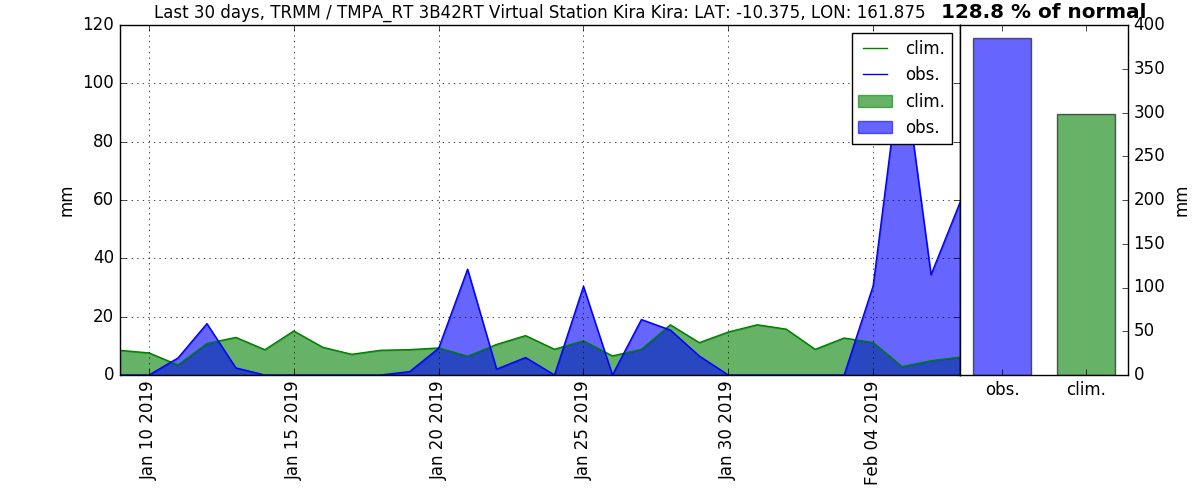 Last 30 days, TRMM / TMPA_RT 3B42RT Virtual Station Kira Kira: LAT: -10.375, LON: 161.875
128.8 % of normal
120
100
80
60
40
20
0
mm
clim.
obs.
clim.
obs.
Jan 10 2019
Jan 15 2019
Jan 20 2019
Jan 25 2019
Jan 30 2019
Feb 04 2019
400
350
300
250
200
150
100
50
0
mm
obs.
clim.